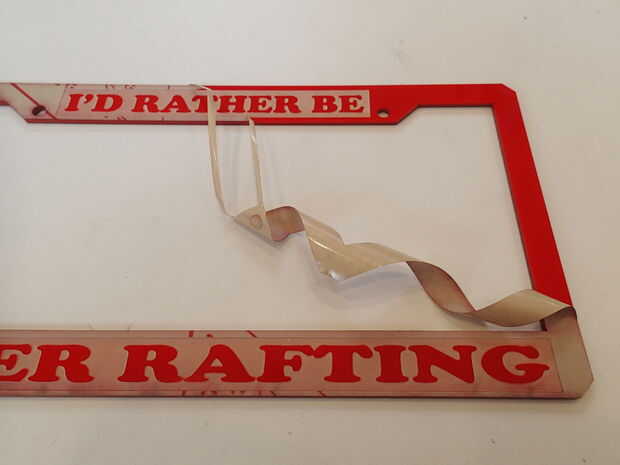 I'D RATHER BE
ER RAFTING